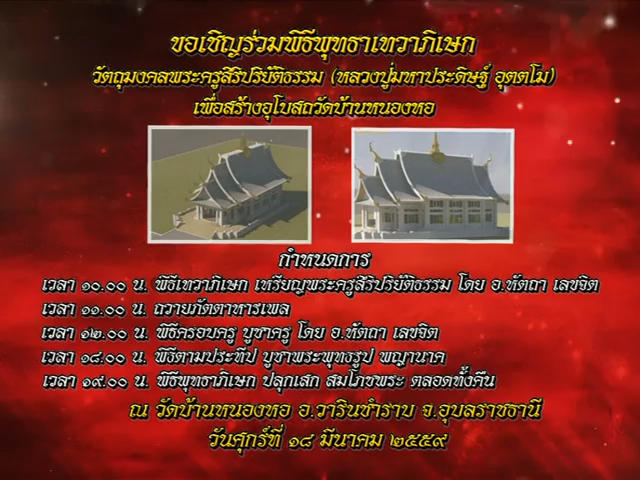 ขอเชิญร่วมพิธีพุทธาเทวาภิเษก
วัตถุมงคลพระครูสิริปริยัติธรรม (หลวงปู่มหาประดิษฐ์ อุตตโม)
เพื่อสร้างอุโบสถวัดบ้านหนองหอ
กำหนดการ
เวลา ๑๐.๐๐ น. พิธีเทวาภิเษก เหรียญพระครูสิริปริยัติธรรม โดย อ.หัตถา เลขจิต
เวลา ๑๑.๐๐ น. ถวายภัตตาหารเพล
เวลา ๑๒.๐๐ น. พิธีครอบครู บูชาครู โดย อ.หัตถา เลขจิต
เวลา ๑๘.๐๐ น. พิธีตามประทีป บูชาพระพุทธรูป พญานาค
เวลา ๑๙.๐๐ น. พิธีพุทธาภิเษก ปลุกเสก สมโภชพระ ตลอดทั้งคืน
ณ วัดบ้านหนองหอ อ.วารินชำราบ จ.อุบลราชธานี
วันศุกร์ที่ ๑๘ มีนาคม ๒๕๕๙